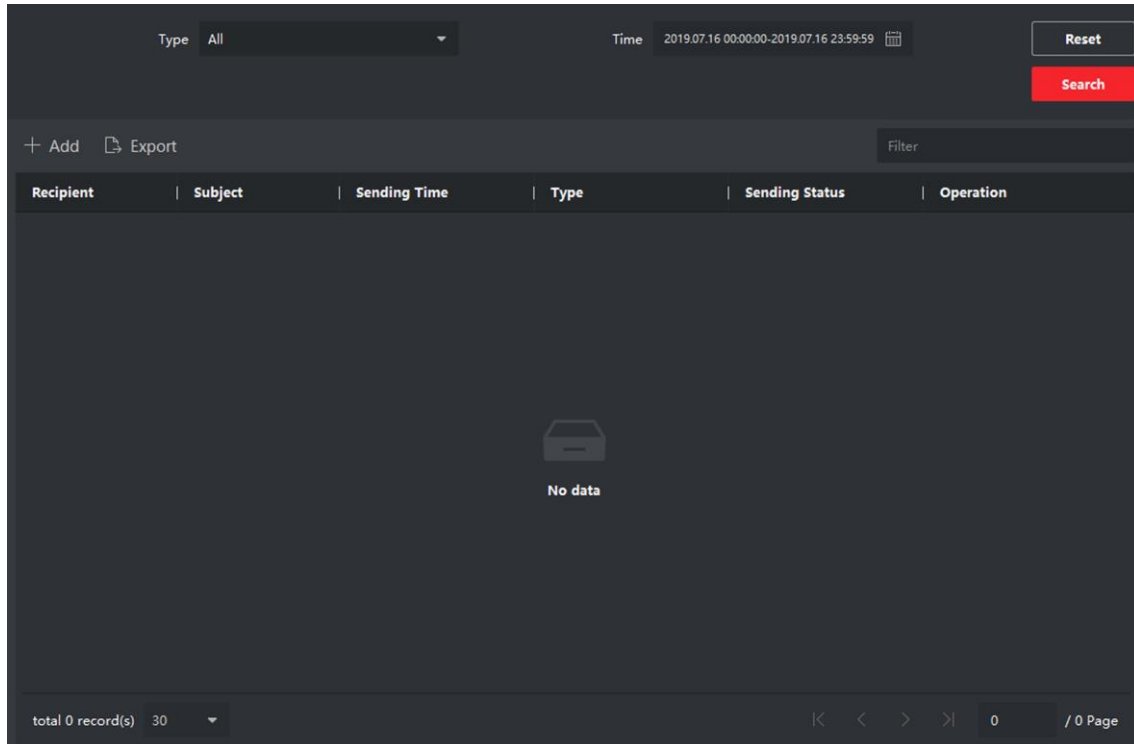 Type All Time 2019.07.16 00:00:00-2019.07.16 23:59:59 Reset
Search
Add Export Filter
Recipient Subject Sending Time Type Sending Status Operation
No data
total 0 record(s) 30 0 / 0 Page